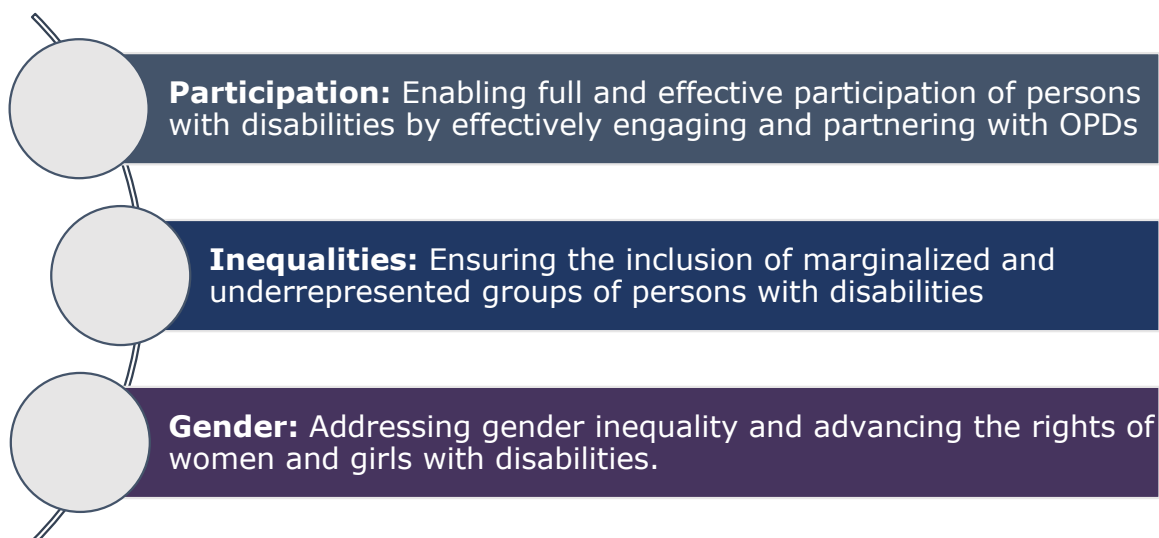 Participation: Enabling full and effective participation of persons
with disabilities by effectively engaging and partnering with OPDs
Inequalities: Ensuring the inclusion of marginalized and
underrepresented groups of persons with disabilities
Gender: Addressing gender inequality and advancing the rights of
women and girls with disabilities.